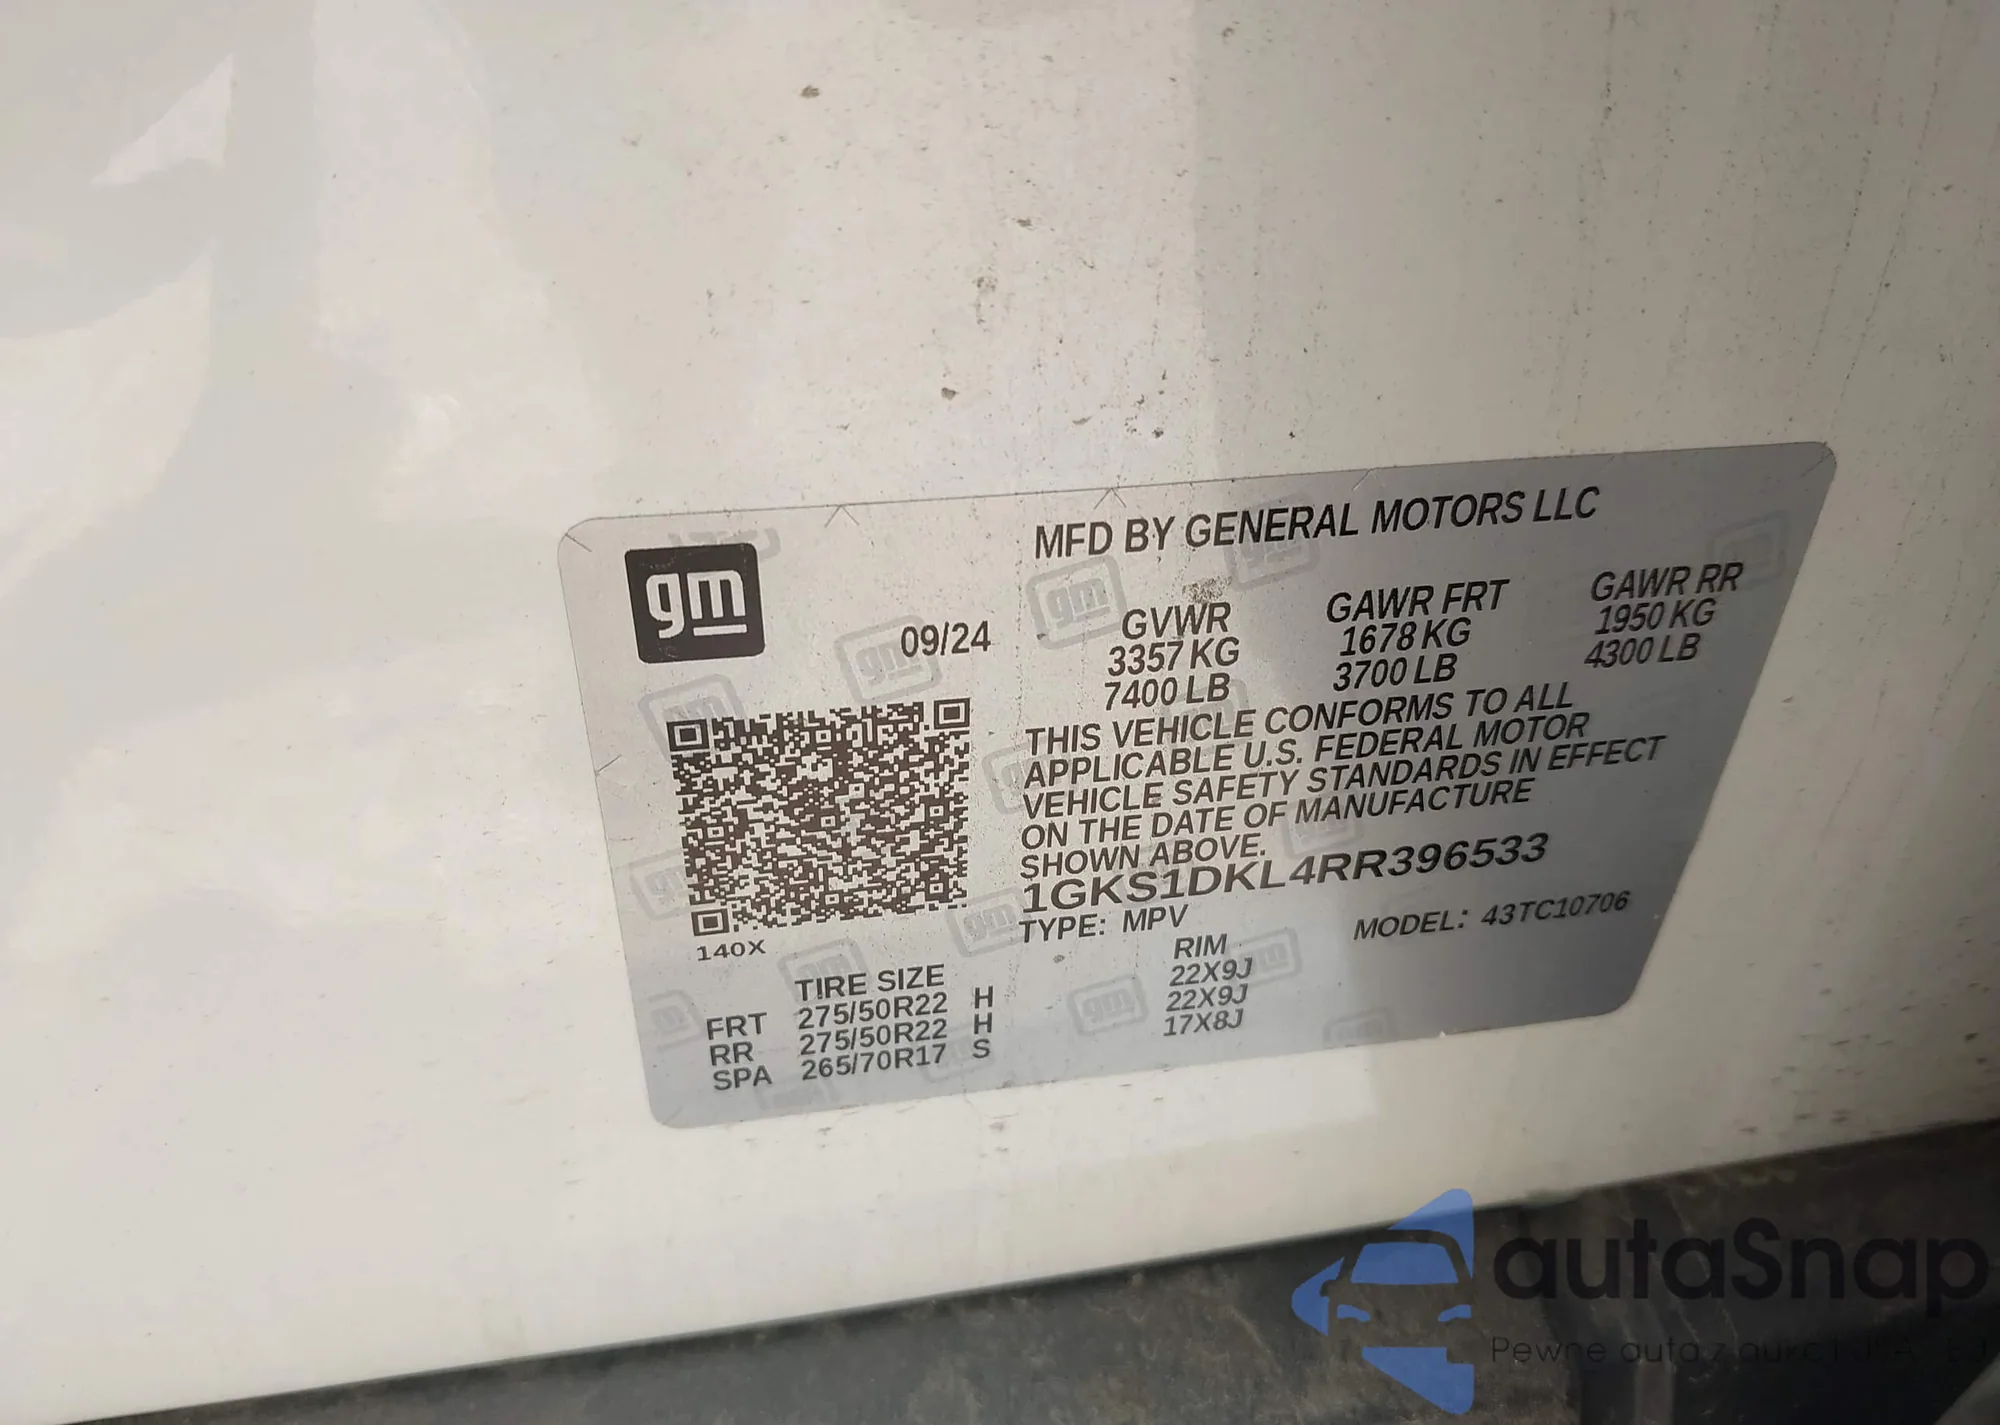 gm
MFD BY GENERAL MOTORS LLC
09/24
GVWR GAWR FRT GAWR RR
3357 KG 1678 KG 1950 KG
7400 LB 3700 LB 4300 LB
THIS VEHICLE CONFORMS TO ALL
APPLICABLE U.S. FEDERAL MOTOR
VEHICLE SAFETY STANDARDS IN EFFECT
ON THE DATE OF MANUFACTURE
SHOWN ABOVE.
1GKS1DKL4RR396533
TYPE: MPV MODEL: 43TC10706
140X
TIRE SIZE RIM
FRT 275/50R22 H 22X9J
RR 275/50R22 H 22X9J
SPA 265/70R17 S 17X8J
autaSnap
Pewne auta z